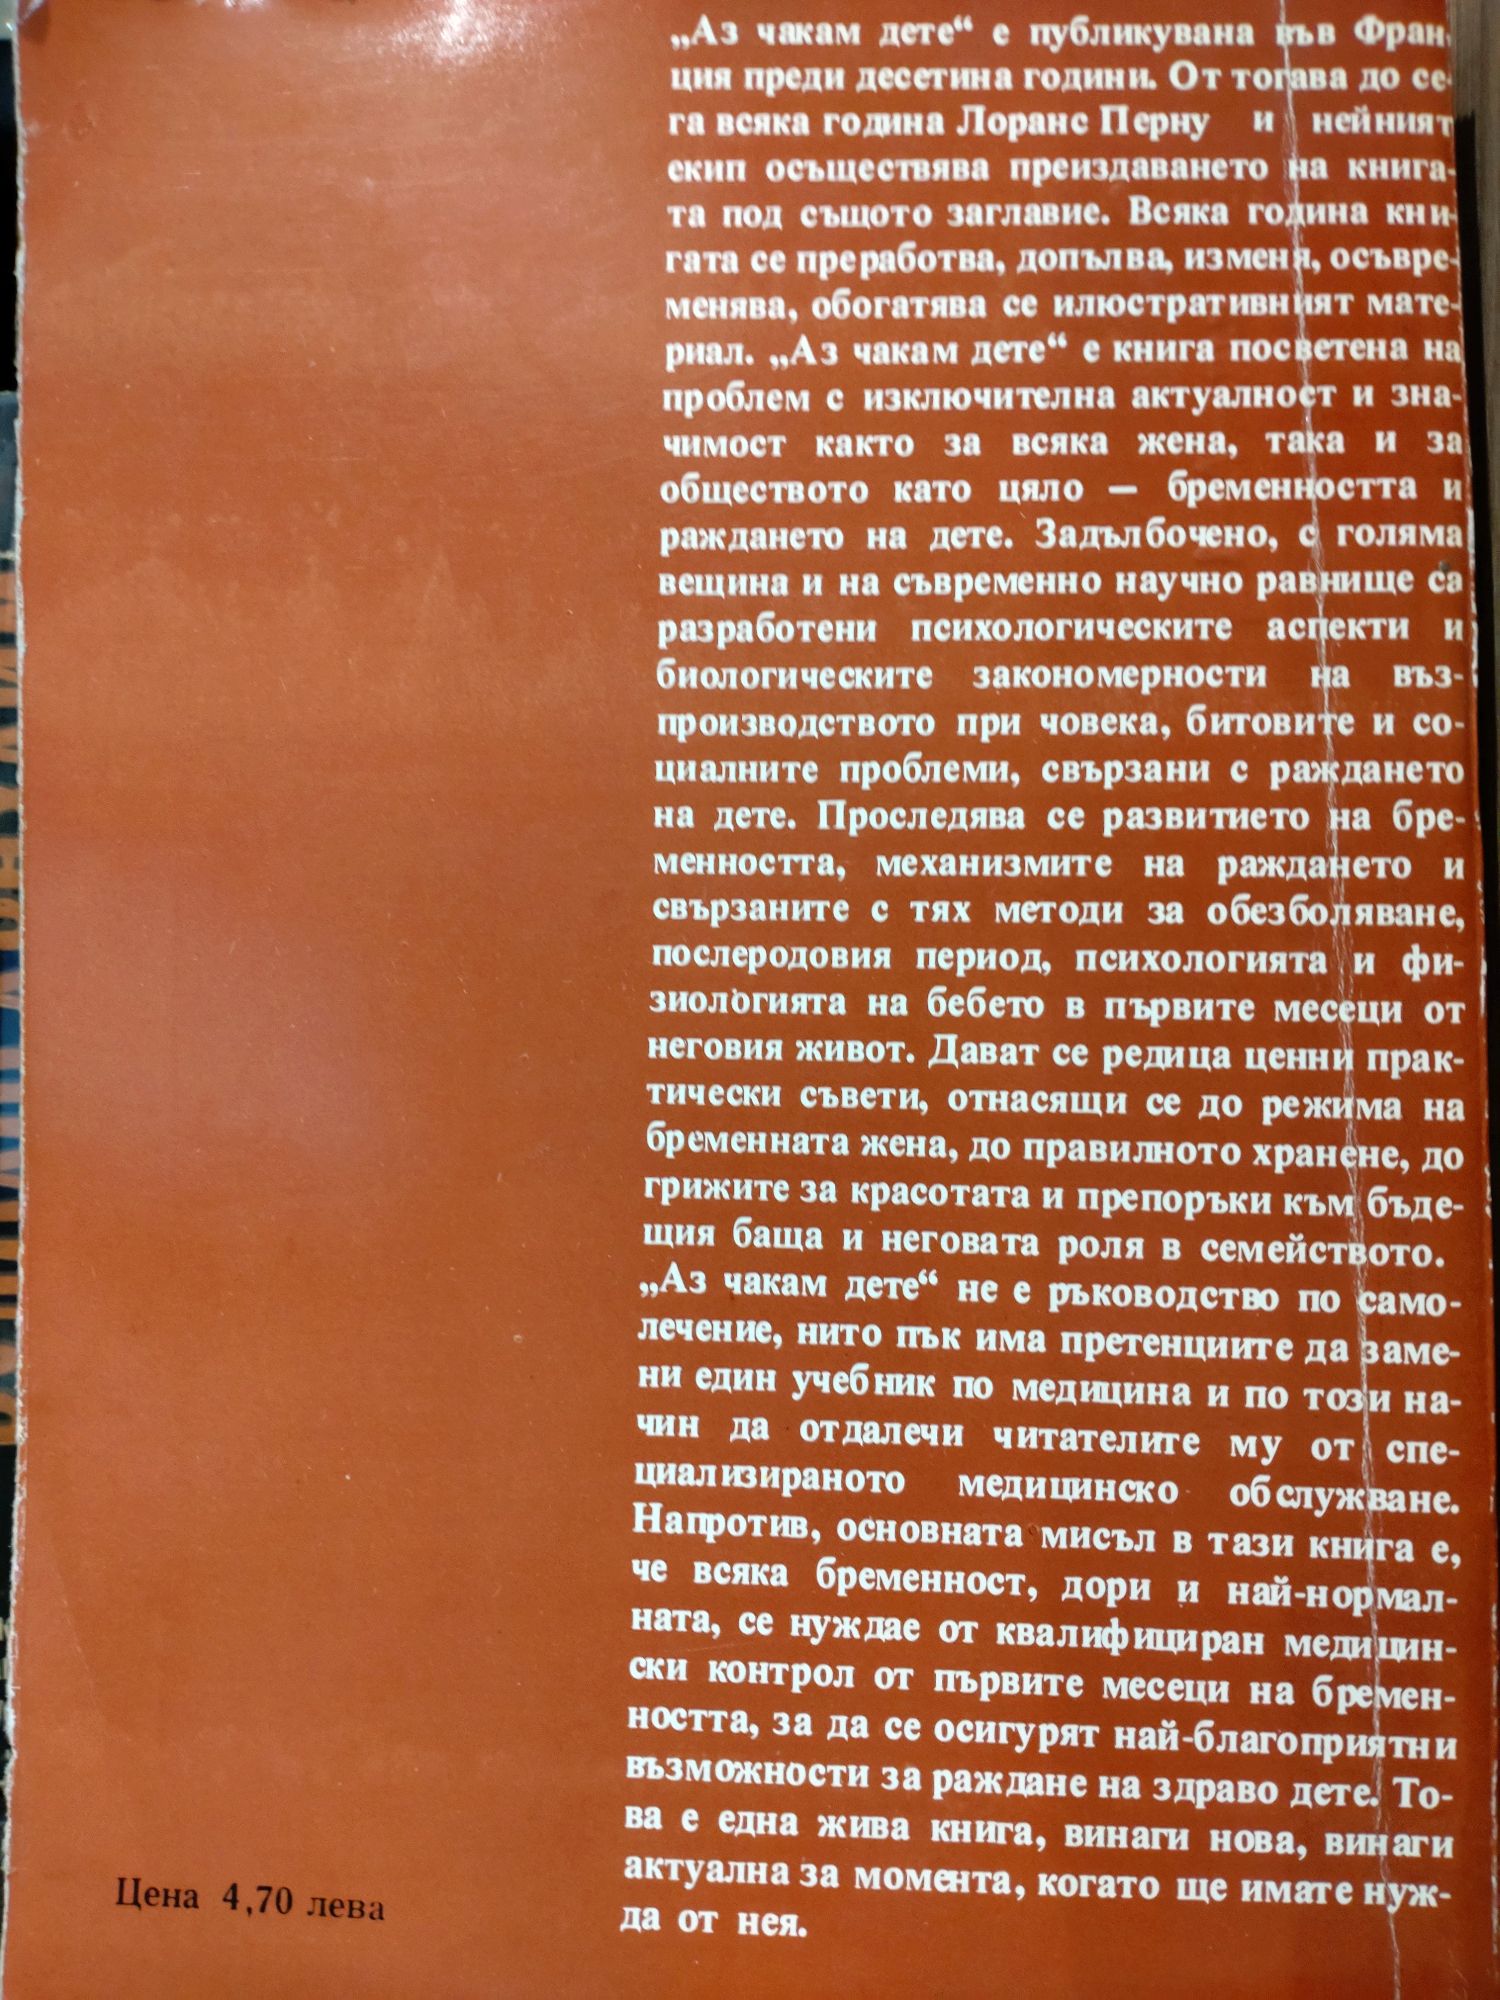 „Аз чакам дете“ е публикувана във Фран-
ция преди десетина години. От тогава до се-
га всяка година Лоранс Перну и нейният
екип осъществява преиздаването на книга-
та под същото заглавие. Всяка година кни-
гата се преработва, допълва, изменя, осъвре-
менява, обогатява се илюстративният мате-
риал. „Аз чакам дете“ е книга посветена на
проблем с изключителна актуалност и зна-
чимост както за всяка жена, така и за
обществото като цяло — бременността и
раждането на дете. Задълбочено, с голяма
вещина и на съвременно научно равнище са
разработени психологическите аспекти и
биологическите закономерности на въз-
производството при човека, битовите и со-
циалните проблеми, свързани с раждането
на дете. Проследява се развитието на бре-
менността, механизмите на раждането и
свързаните с тях методи за обезболяване,
послеродовия период, психологията и фи-
зиологията на бебето в първите месеци от
неговия живот. Дават се редица ценни прак-
тически съвети, отнасящи се до режима на
бременната жена, до правилното хранене, до
грижите за красотата и препоръки към бъде-
щия баща и неговата роля в семейството.
„Аз чакам дете“ не е ръководство по само-
лечение, нито пък има претенциите да заме-
ни един учебник по медицина и по този на-
чин да отдалечи читателите му от спе-
циализираното медицинско обслужване.
Напротив, основната мисъл в тази книга е,
че всяка бременност, дори и най-нормал-
ната, се нуждае от квалифициран медицин-
ски контрол от първите месеци на бремен-
ността, за да се осигурят най-благоприятни
възможности за раждане на здраво дете. То-
ва е една жива книга, винаги нова, винаги
актуална за момента, когато ще имате нуж-
да от нея.
Цена 4,70 лева